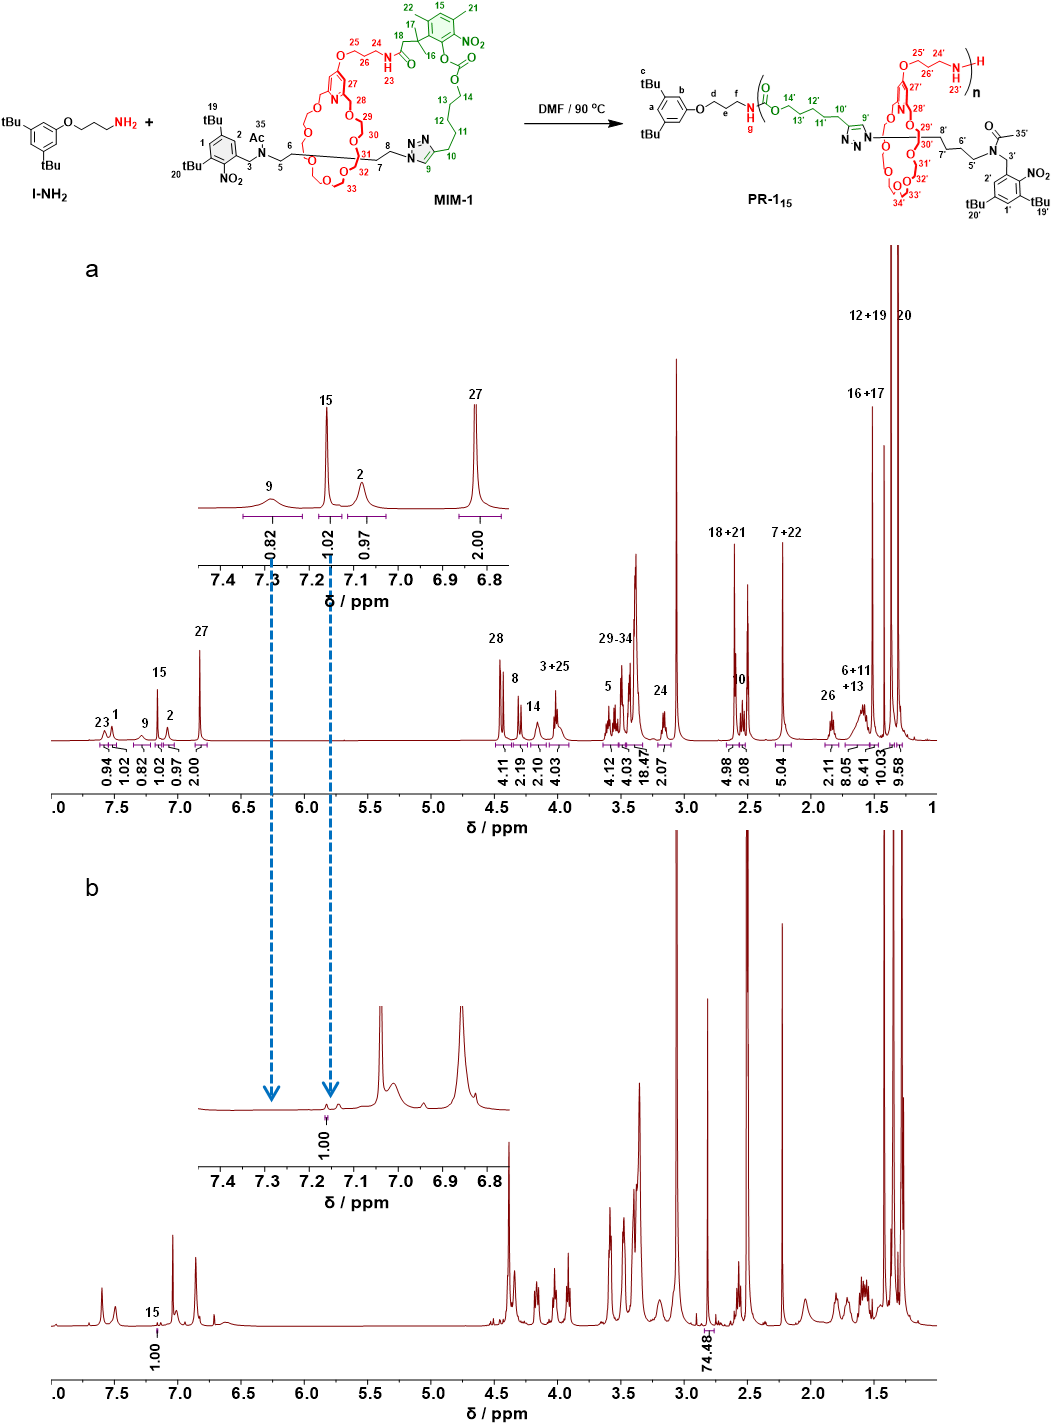 22
15
21
17
NO₂
18
16
25
24
O
26
N
H
23
O
O
O
O
14
27
N
28
13
12
11
29
30
31
32
33
10
9
8
7
6
5
3
35
Ac
N
19
tBu
1
2
tBu
20
NO₂
N
N
N
O
O
O
O
O
tBu
O
NH₂
tBu
I-NH₂
+
MIM-1
DMF / 90 °C
c
tBu
b
a
tBu
O
d
e
f
H
N
g
O
O
14'
13'
12'
11'
10'
9'
N
N
N
25'
24'
O
26'
N
H
23'
H
n
27'
N
28'
29'
30'
31'
32'
33'
34'
8'
7'
6'
5'
O
35'
N
3'
2'
NO₂
1'
tBu
20'
tBu
19'
PR-1₁₅
a
12+19
20
16+17
27
15
9
2
0.82
1.02
0.97
2.00
7.4 7.3 7.2 7.1 7.0 6.9 6.8
δ / ppm
18+21
7+22
27
15
23
1
9
2
28
8
14
3+25
29-34
5
24
10
26
6+11
+13
0.94
1.02
0.82
1.02
0.97
2.00
4.11
2.19
2.10
4.03
4.12
4.03
18.47
2.07
4.98
2.08
5.04
2.11
8.05
6.41
10.03
9.58
.0 7.5 7.0 6.5 6.0 5.5 5.0 4.5 4.0 3.5 3.0 2.5 2.0 1.5 1
δ / ppm
b
1.00
7.4 7.3 7.2 7.1 7.0 6.9 6.8
δ / ppm
15
1.00
74.48
.0 7.5 7.0 6.5 6.0 5.5 5.0 4.5 4.0 3.5 3.0 2.5 2.0 1.5
δ / ppm